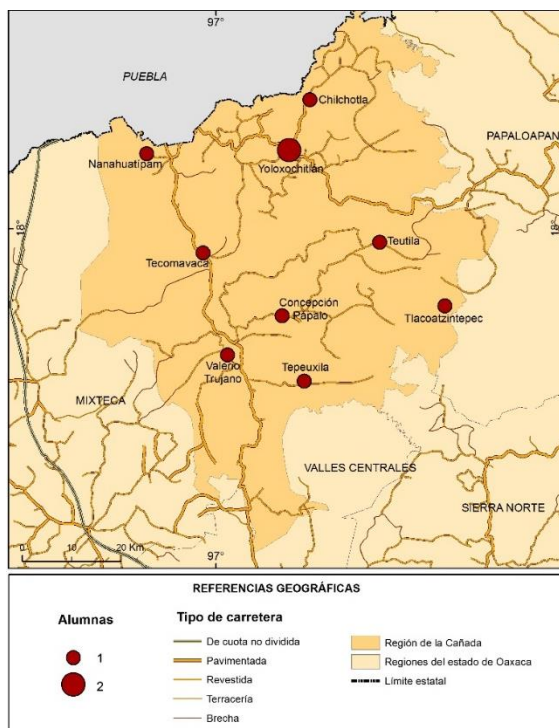 97°
PUEBLA
Chilchotla
PAPALOAPAN
Nanahuatipam
Yoloxochitlán
18°
18°
Teutila
Tecomavaca
Concepción
Pápalo
Tlacoatzintepec
Valerio
Trujano
Tepeuxila
MIXTECA
VALLES CENTRALES
SIERRA NORTE
0 10 20 Km
97°
REFERENCIAS GEOGRÁFICAS
Alumnas
1
2
Tipo de carretera
De cuota no dividida
Pavimentada
Revestida
Terracería
Brecha
Región de la Cañada
Regiones del estado de Oaxaca
Límite estatal